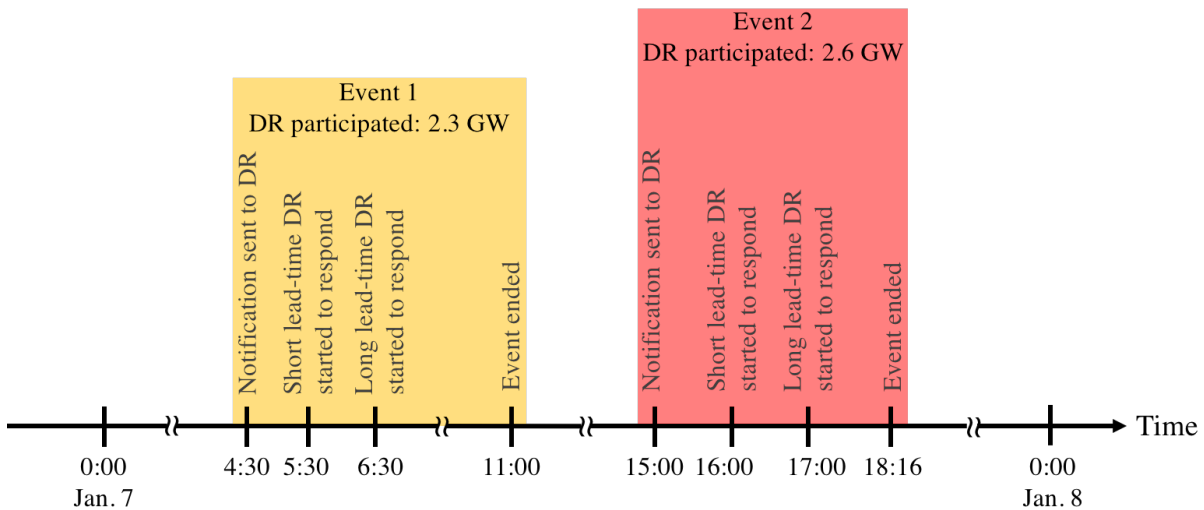 Event 1
DR participated: 2.3 GW
Notification sent to DR
Short lead-time DR
started to respond
Long lead-time DR
started to respond
Event ended
Event 2
DR participated: 2.6 GW
Notification sent to DR
Short lead-time DR
started to respond
Long lead-time DR
started to respond
Event ended
Time
0:00
4:30
5:30
6:30
11:00
15:00
16:00
17:00
18:16
0:00
Jan. 7
Jan. 8